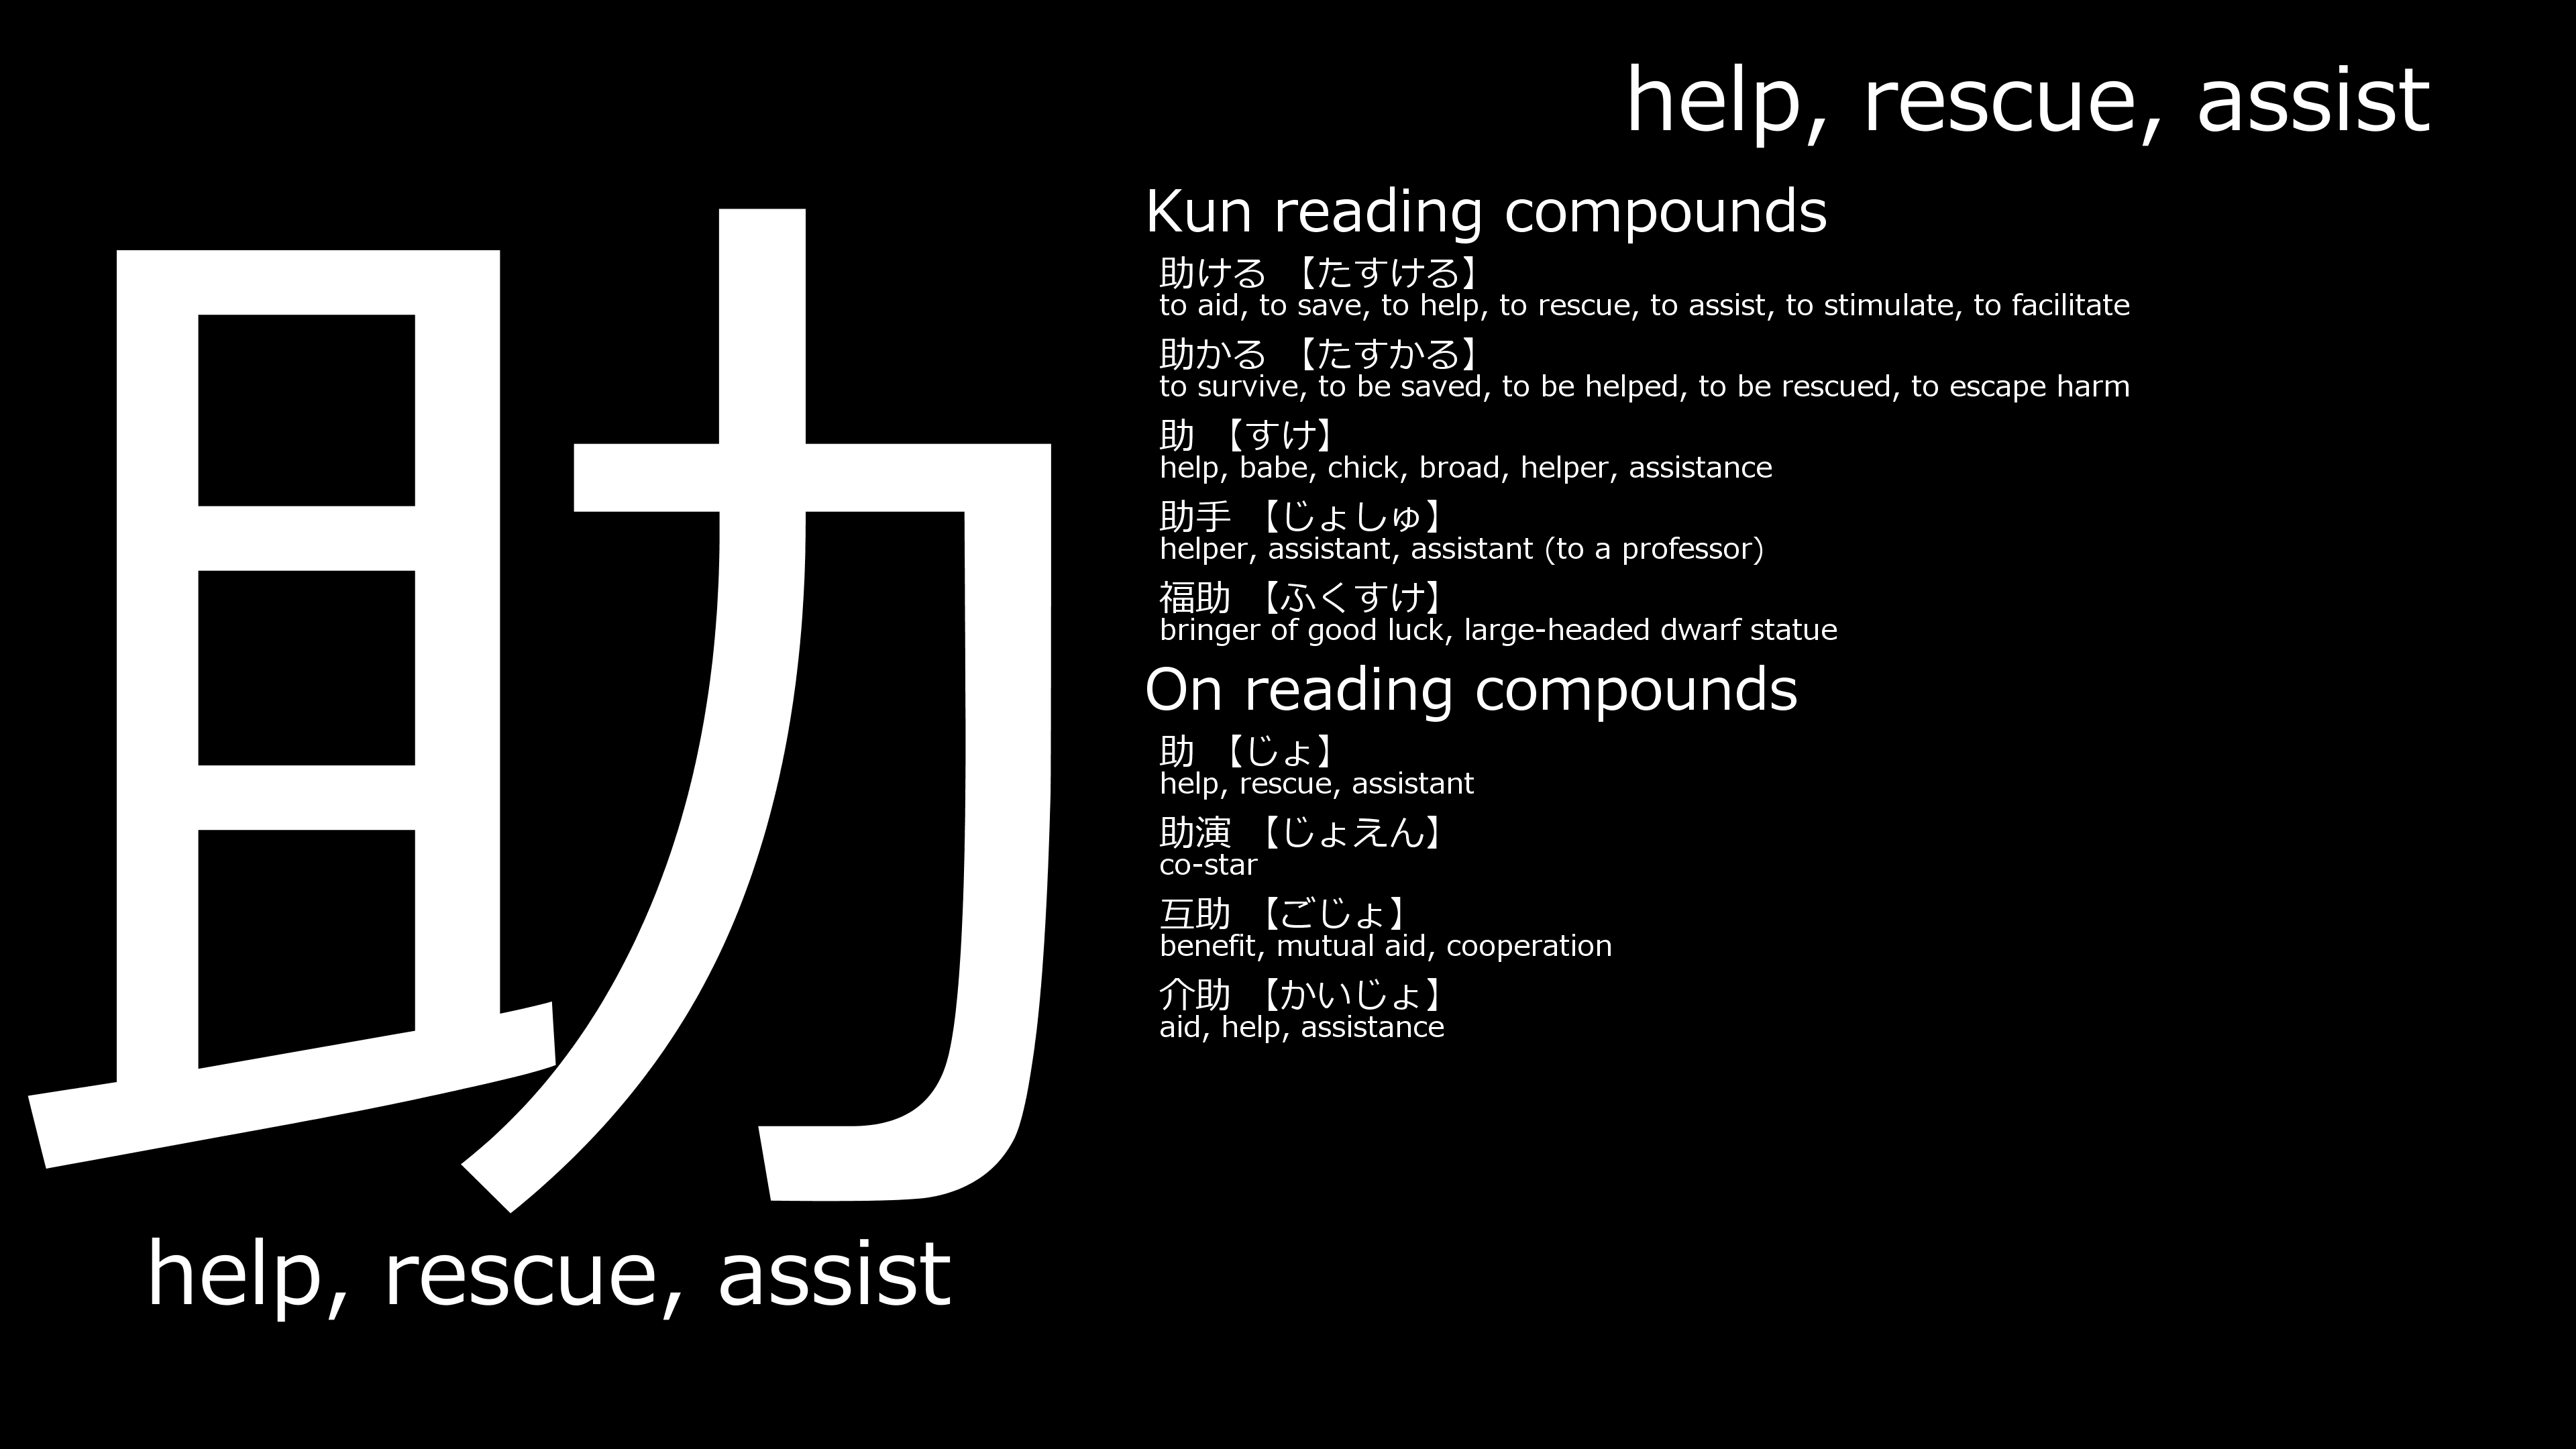 help, rescue, assist
助
help, rescue, assist
Kun reading compounds
助ける 【たすける】
to aid, to save, to help, to rescue, to assist, to stimulate, to facilitate
助かる 【たすかる】
to survive, to be saved, to be helped, to be rescued, to escape harm
助 【すけ】
help, babe, chick, broad, helper, assistance
助手 【じょしゅ】
helper, assistant, assistant (to a professor)
福助 【ふくすけ】
bringer of good luck, large-headed dwarf statue
On reading compounds
助 【じょ】
help, rescue, assistant
助演 【じょえん】
co-star
互助 【ごじょ】
benefit, mutual aid, cooperation
介助 【かいじょ】
aid, help, assistance